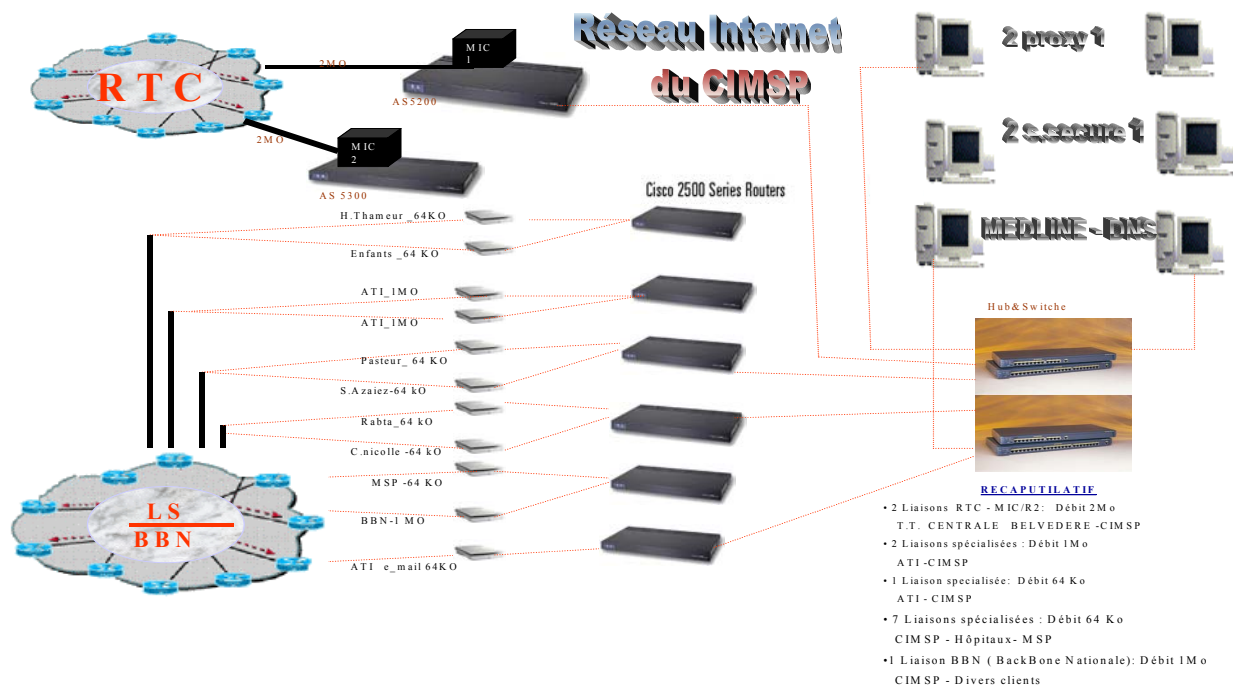 Réseau Internet
du CIMSP
RTC
2MO
MIC
1
AS5200
2MO
MIC
2
AS 5300
2 proxy 1
2 s.secure 1
MEDLINE - DNS
Cisco 2500 Series Routers
H.Thameur _64KO
Enfants _64 KO
ATI_1MO
ATI_1MO
Pasteur_ 64 KO
S.Azaiez-64 kO
Rabta_64 kO
C.nicolle -64 kO
MSP -64 KO
BBN-1 MO
ATI e_mail 64KO
LS
BBN
Hub&Switche
RECAPUTILATIF
• 2 Liaisons RTC - MIC/R2: Débit 2Mo
T.T. CENTRALE BELVEDERE -CIMSP
• 2 Liaisons spécialisées : Débit 1Mo
ATI -CIMSP
• 1 Liaison specialisée: Débit 64 Ko
ATI - CIMSP
• 7 Liaisons spécialisées : Débit 64 Ko
CIMSP - Hôpitaux- MSP
•1 Liaison BBN ( BackBone Nationale): Débit 1Mo
CIMSP - Divers clients